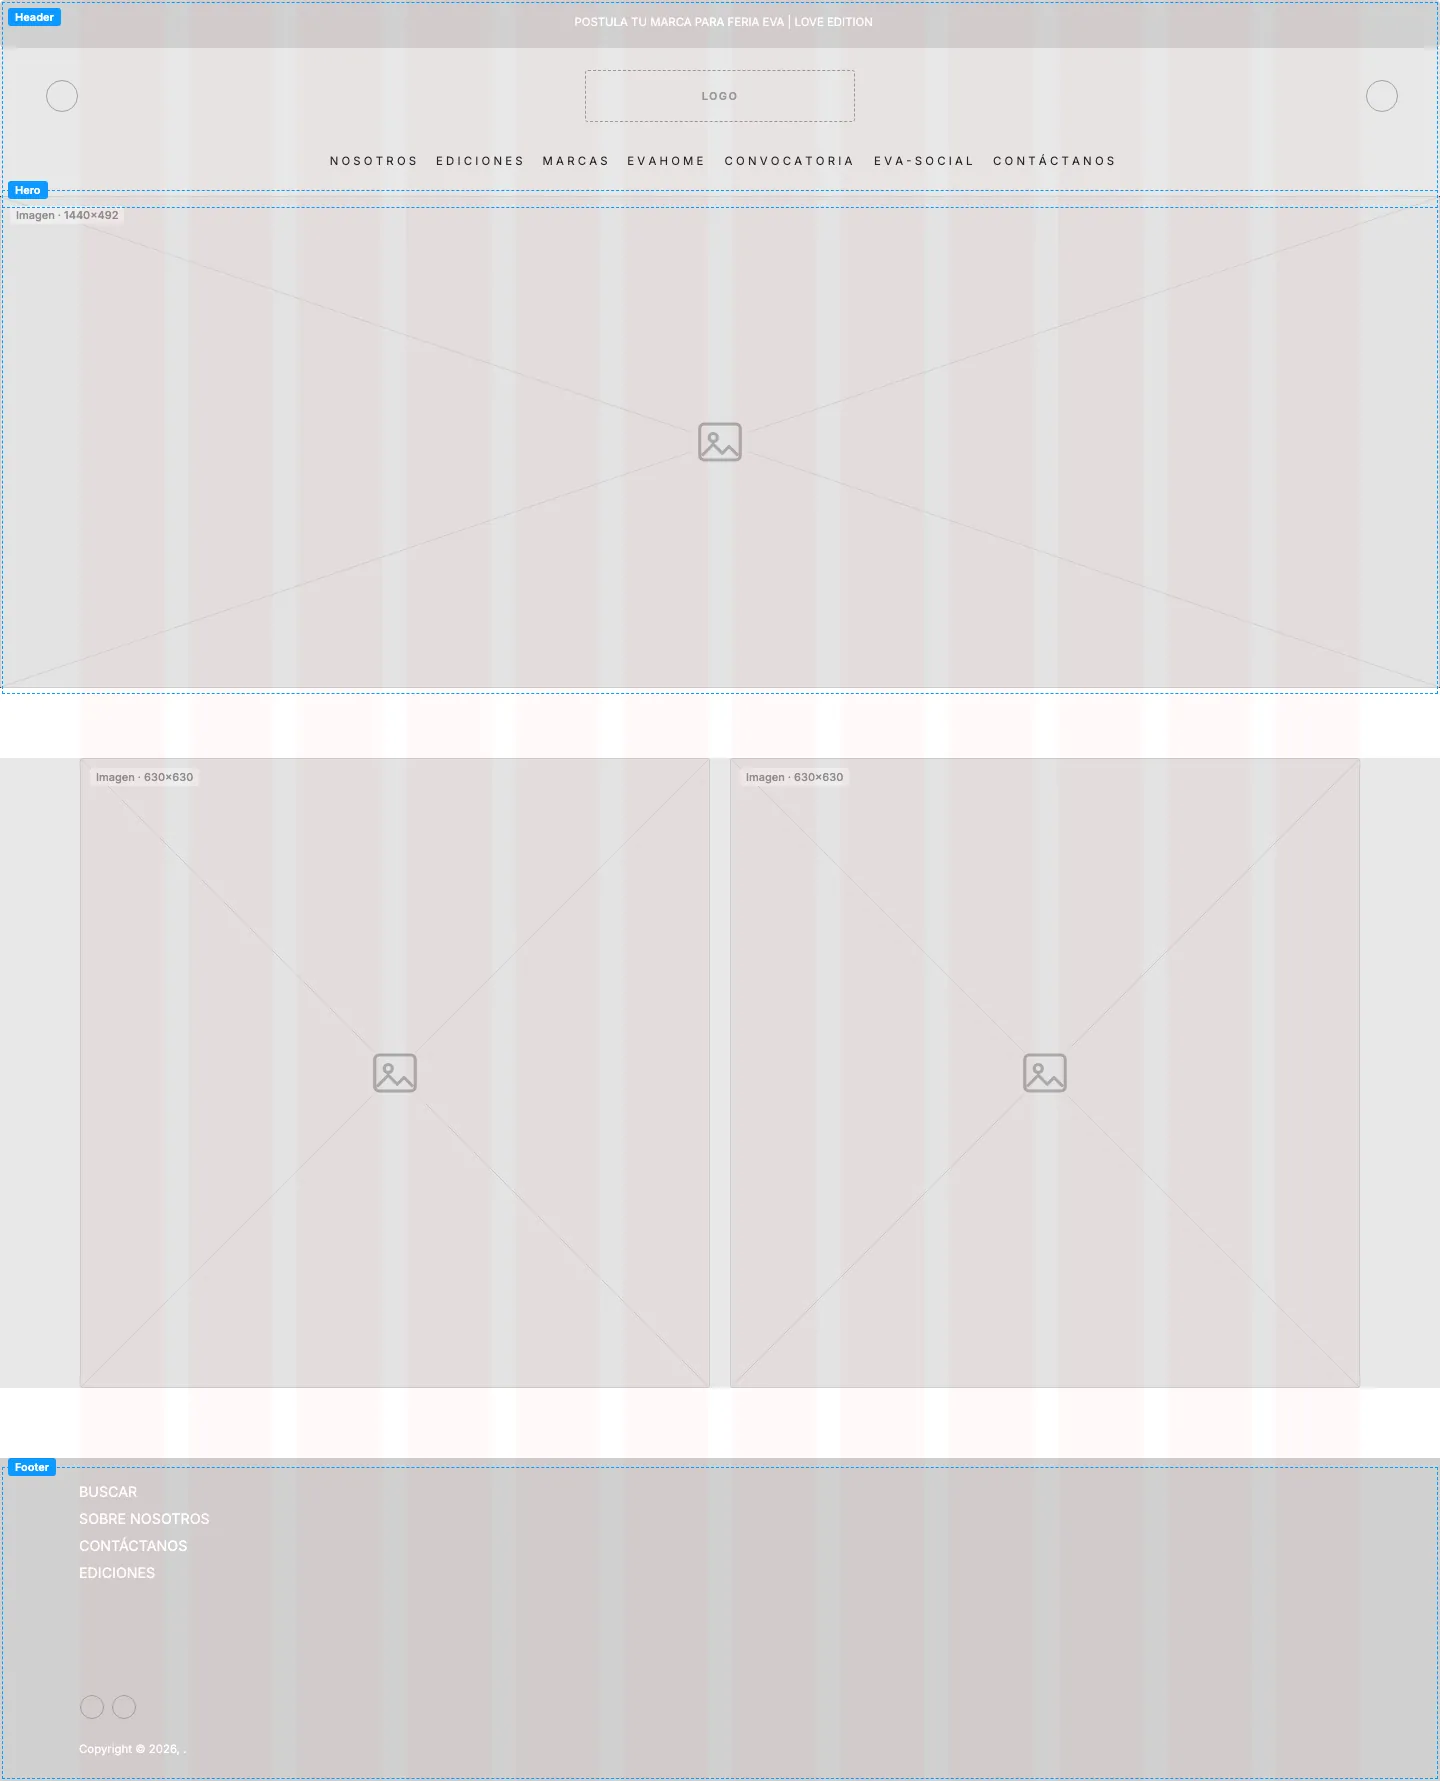 Header
POSTULA TU MARCA PARA FERIA EVA | LOVE EDITION
LOGO
NOSOTROS EDICIONES MARCAS EVAHOME CONVOCATORIA EVA-SOCIAL CONTÁCTANOS
Hero
Imagen · 1440×492
Imagen · 630×630 Imagen · 630×630
Footer
BUSCAR
SOBRE NOSOTROS
CONTÁCTANOS
EDICIONES
Copyright © 2026, .